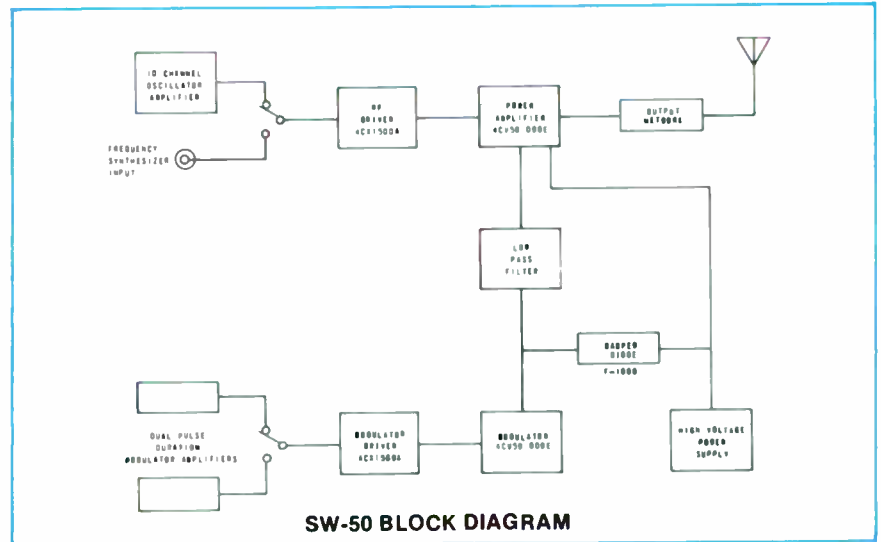 10 CHANNEL
OSCILLATOR
AMPLIFIER
FREQUENCY
SYNTHESIZER
INPUT
RF
DRIVER
4CX1500A
POWER
AMPLIFIER
4CV50 000E
OUTPUT
NETWORK
LOW
PASS
FILTER
DAMPER
DIODE
F-1000
DUAL PULSE
DURATION
MODULATOR AMPLIFIERS
MODULATOR
DRIVER
4CX1500A
MODULATOR
4CV50 000E
HIGH VOLTAGE
POWER
SUPPLY
SW-50 BLOCK DIAGRAM